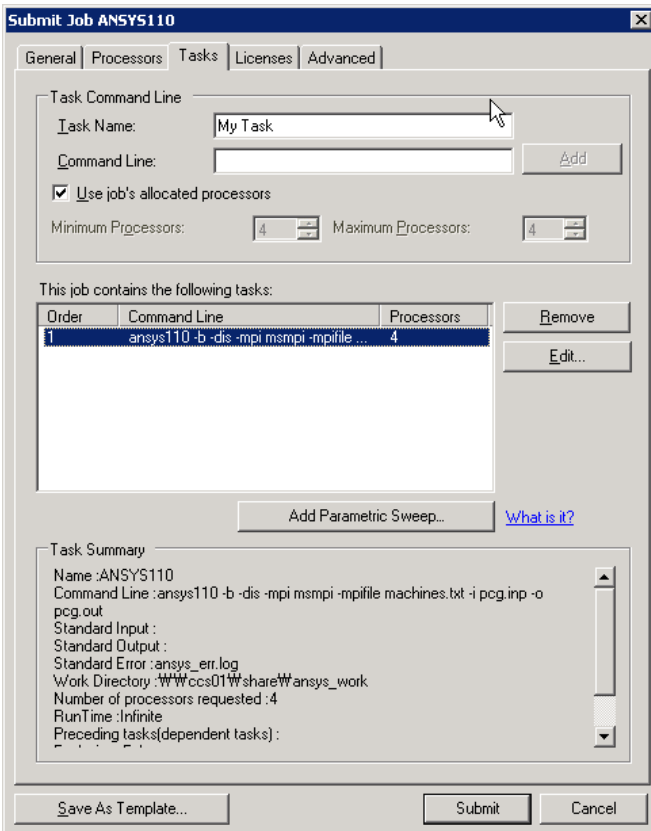 Submit Job ANSYS110
General Processors Tasks Licenses Advanced
Task Command Line
Task Name: My Task
Command Line: Add
Use job's allocated processors
Minimum Processors: 4 Maximum Processors: 4
This job contains the following tasks:
Order Command Line Processors
1 ansys110 -b -dis -mpi msmpi -mpifile ... 4
Remove
Edit...
Add Parametric Sweep... What is it?
Task Summary
Name :ANSYS110
Command Line :ansys110 -b -dis -mpi msmpi -mpifile machines.txt -i pcg.inp -o
pcg.out
Standard Input :
Standard Output :
Standard Error :ansys_err.log
Work Directory :₩₩ccs01₩share₩ansys_work
Number of processors requested :4
RunTime :Infinite
Preceding tasks(dependent tasks) :
Save As Template... Submit Cancel